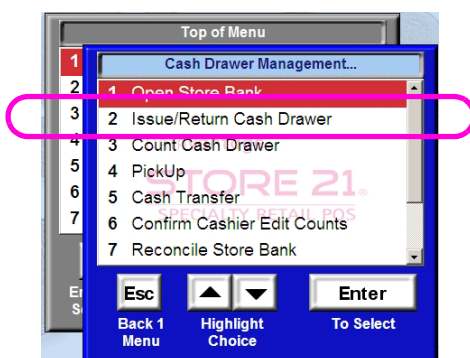 Top of Menu
Cash Drawer Management...
1
1 Open Store Bank
2
2 Issue/Return Cash Drawer
3
3 Count Cash Drawer
4
4 PickUp
STORE 21
5
5 Cash Transfer
SPECIALTY RETAIL POS
6
6 Confirm Cashier Edit Counts
7
7 Reconcile Store Bank
Esc
Enter
Back 1
Menu
Highlight
Choice
To Select